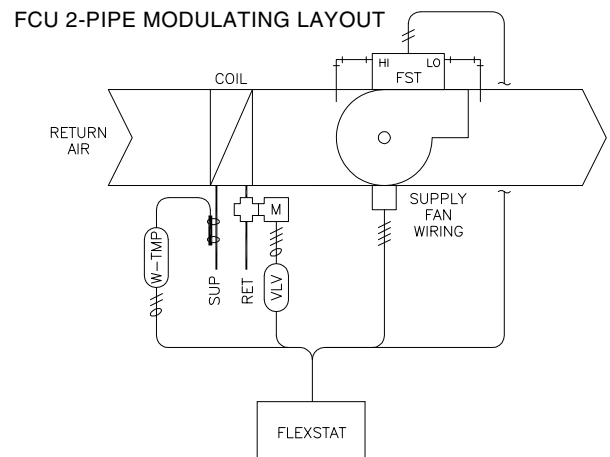 FCU 2-PIPE MODULATING LAYOUT
HI LO
FST
COIL
RETURN
AIR
M
SUPPLY
FAN
WIRING
W-TMP
SUP
RET
VLV
FLEXSTAT